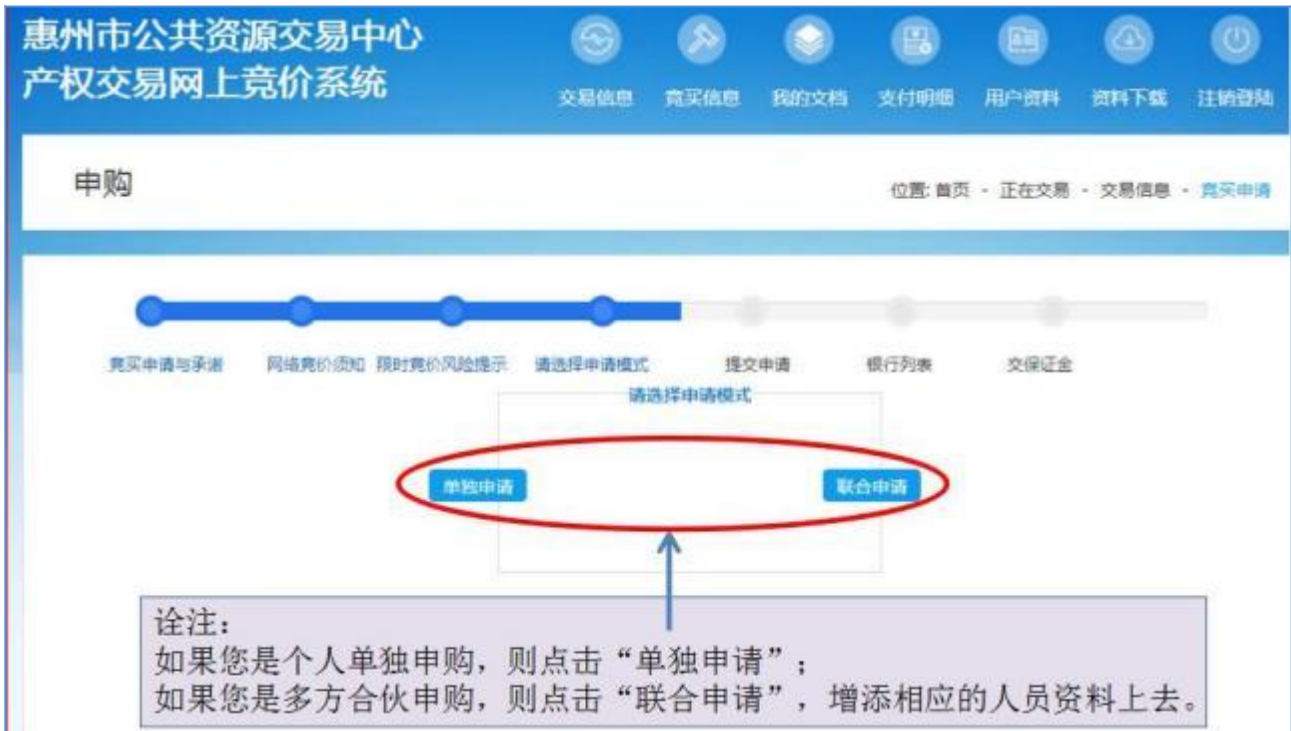 惠州市公共资源交易中心
产权交易网上竞价系统
交易信息 竞买信息 我的文档 支付明细 用户资料 资料下载 注销登陆
申购
位置: 首页 - 正在交易 - 交易信息 - 竞买申请
竞买申请与承诺 网络竞价须知 限时竞价风险提示 请选择申请模式 提交申请 银行列表 交保证金
请选择申请模式
单独申请 联合申请
诠注：
如果您是个人单独申购，则点击“单独申请”；
如果您是多方合伙申购，则点击“联合申请”，增添相应的人员资料上去。